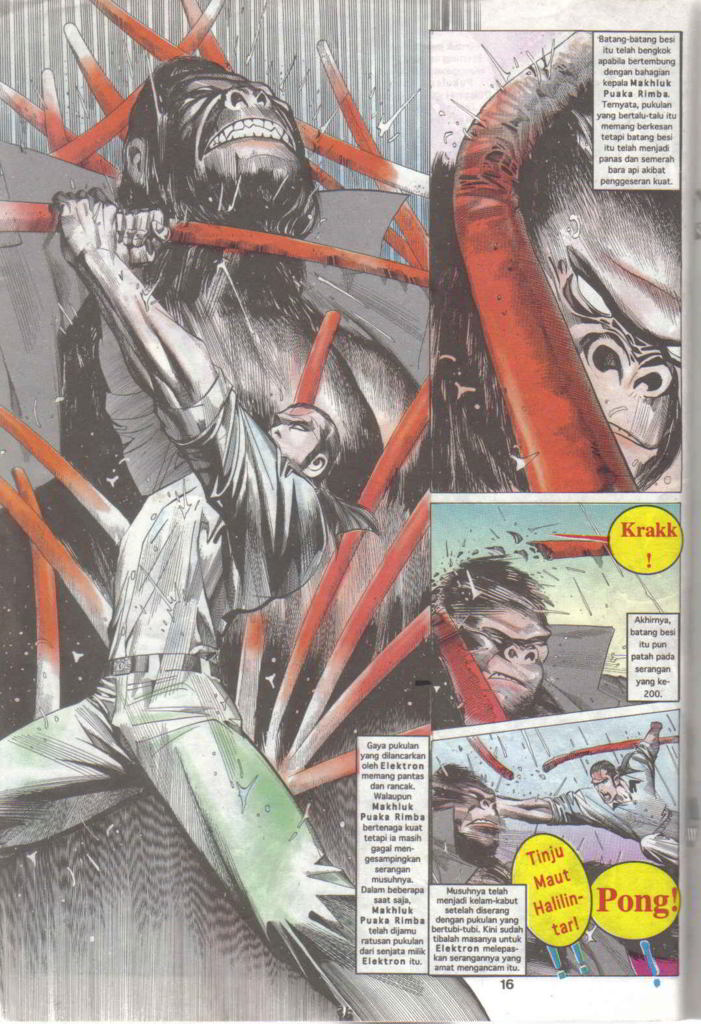 Batang-batang besi
itu telah bengkok
apabila bertembung
dengan bahagian
kepala Makhluk
Puaka Rimba.
Ternyata, pukulan
yang bertalu-talu itu
memang berkesan
tetapi batang besi
itu telah menjadi
panas dan semerah
bara api akibat
penggeseran kuat.
Krakk
!
Akhirnya,
batang besi
itu pun
patah pada
serangan
yang ke-
200.
Gaya pukulan
yang dilancarkan
oleh Elektron
memang pantas
dan rancak.
Walaupun
Makhluk
Puaka Rimba
bertenaga kuat
tetapi ia masih
gagal men-
gesampingkan
serangan
musuhnya.
Dalam beberapa
saat saja,
Makhluk
Puaka Rimba
telah dijamu
ratusan pukulan
dari senjata milik
Elektron itu.
Musuhnya telah
menjadi kelam-kabut
setelah diserang
dengan pukulan yang
bertubi-tubi. Kini sudah
tibalah masanya untuk
Elektron melepas-
kan serangannya yang
amat mengancam itu.
Tinju
Maut
Halilin-
tar!
Pong!
!!
!
16